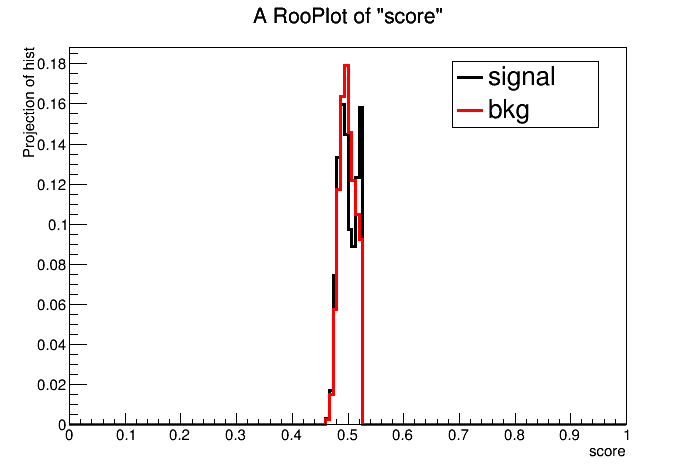 A RooPlot of "score"
Projection of hist
0.18
0.16
0.14
0.12
0.1
0.08
0.06
0.04
0.02
0
signal
bkg
0 0.1 0.2 0.3 0.4 0.5 0.6 0.7 0.8 0.9 1
score